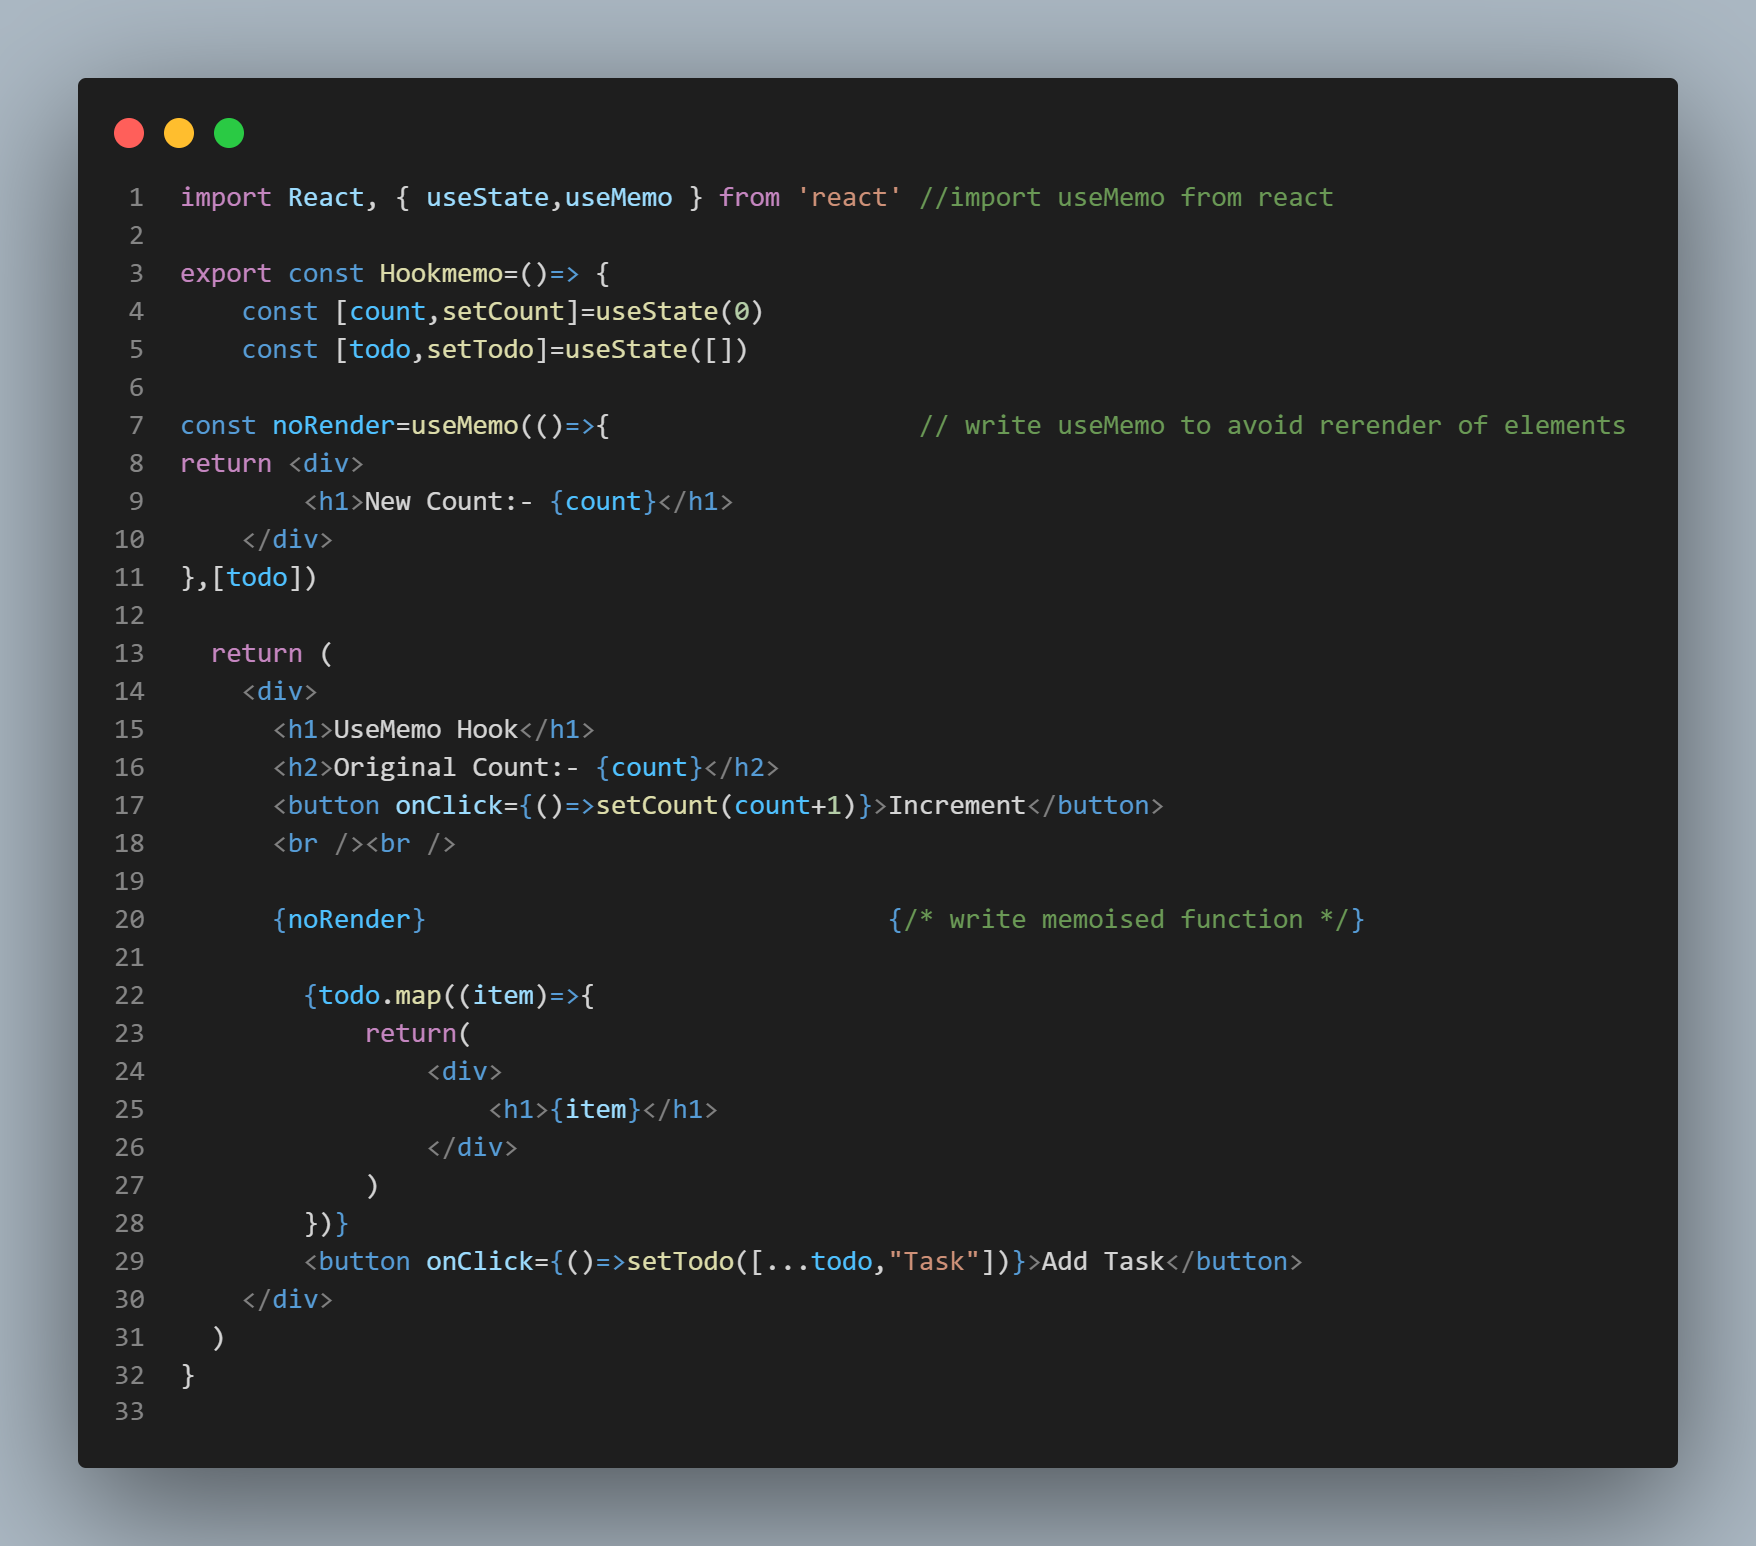 1 import React, { useState,useMemo } from 'react' //import useMemo from react
2
3 export const Hookmemo=()=> {
4     const [count,setCount]=useState(0)
5     const [todo,setTodo]=useState([])
6
7 const noRender=useMemo(()=>{                    // write useMemo to avoid rerender of elements
8 return <div>
9         <h1>New Count:- {count}</h1>
10     </div>
11 },[todo])
12
13   return (
14     <div>
15       <h1>UseMemo Hook</h1>
16       <h2>Original Count:- {count}</h2>
17       <button onClick={()=>setCount(count+1)}>Increment</button>
18       <br /><br />
19
20       {noRender}                              {/* write memoised function */}
21
22         {todo.map((item)=>{
23             return(
24                 <div>
25                     <h1>{item}</h1>
26                 </div>
27             )
28         })}
29         <button onClick={()=>setTodo([...todo,"Task"])}>Add Task</button>
30     </div>
31   )
32 }
33